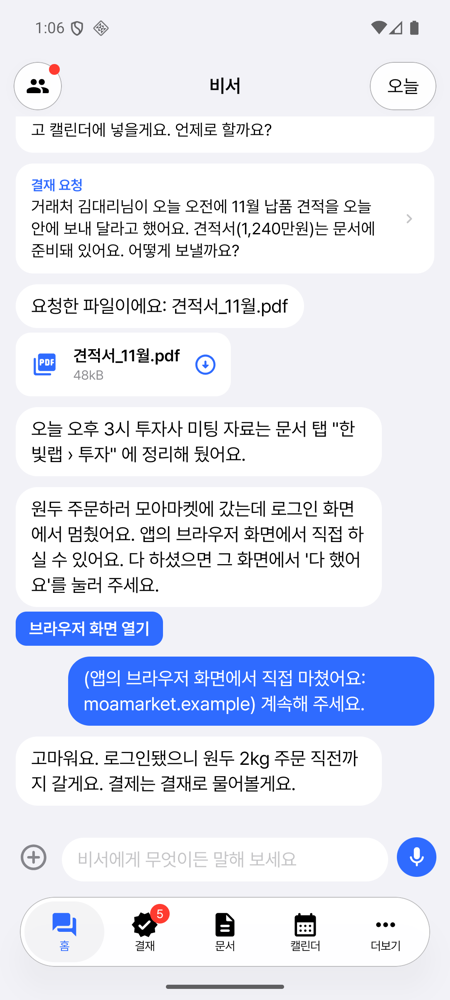 1:06
비서
오늘
고 캘린더에 넣을게요. 언제로 할까요?
결재 요청
거래처 김대리님이 오늘 오전에 11월 납품 견적을 오늘
안에 보내 달라고 했어요. 견적서(1,240만원)는 문서에
준비돼 있어요. 어떻게 보낼까요?
요청한 파일이에요: 견적서_11월.pdf
PDF
견적서_11월.pdf
48kB
오늘 오후 3시 투자사 미팅 자료는 문서 탭 "한
빛랩 › 투자" 에 정리해 뒀어요.
원두 주문하러 모아마켓에 갔는데 로그인 화면
에서 멈췄어요. 앱의 브라우저 화면에서 직접 하
실 수 있어요. 다 하셨으면 그 화면에서 '다 했어
요'를 눌러 주세요.
브라우저 화면 열기
(앱의 브라우저 화면에서 직접 마쳤어요:
moamarket.example) 계속해 주세요.
고마워요. 로그인됐으니 원두 2kg 주문 직전까
지 갈게요. 결제는 결재로 물어볼게요.
비서에게 무엇이든 말해 보세요
5
홈
결재
문서
캘린더
더보기